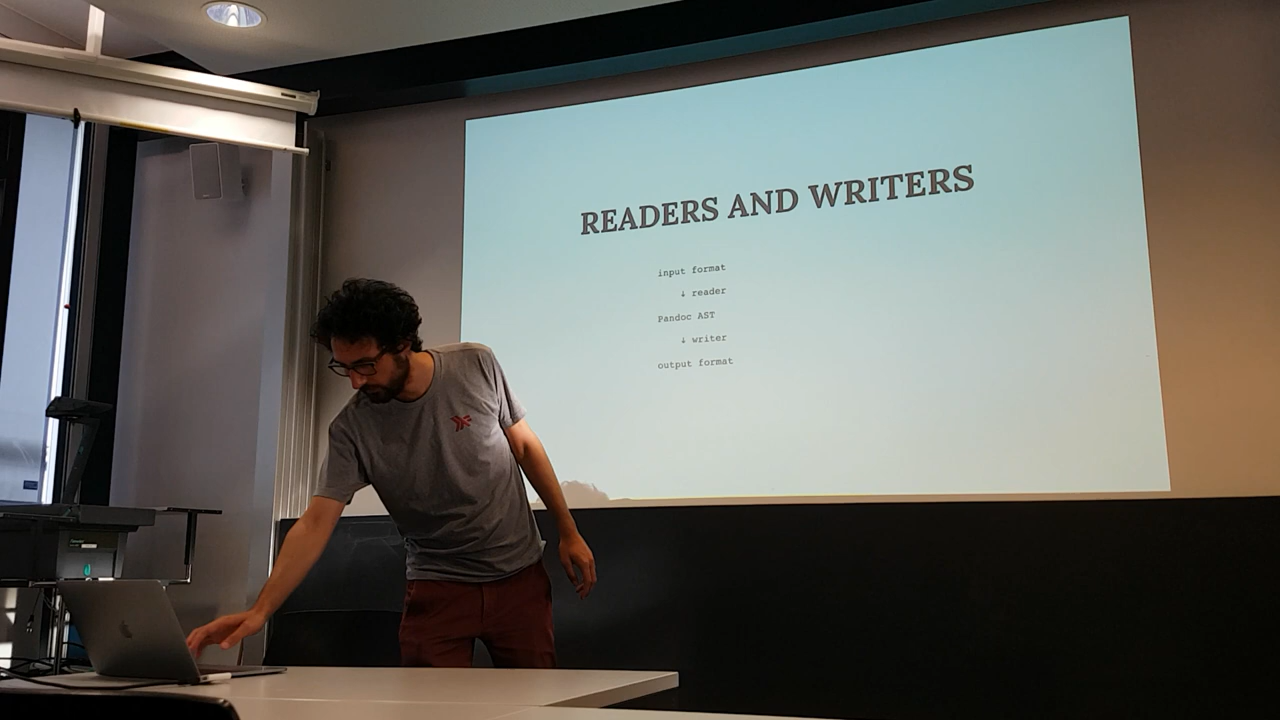 READERS AND WRITERS
input format
↓ reader
Pandoc AST
↓ writer
output format